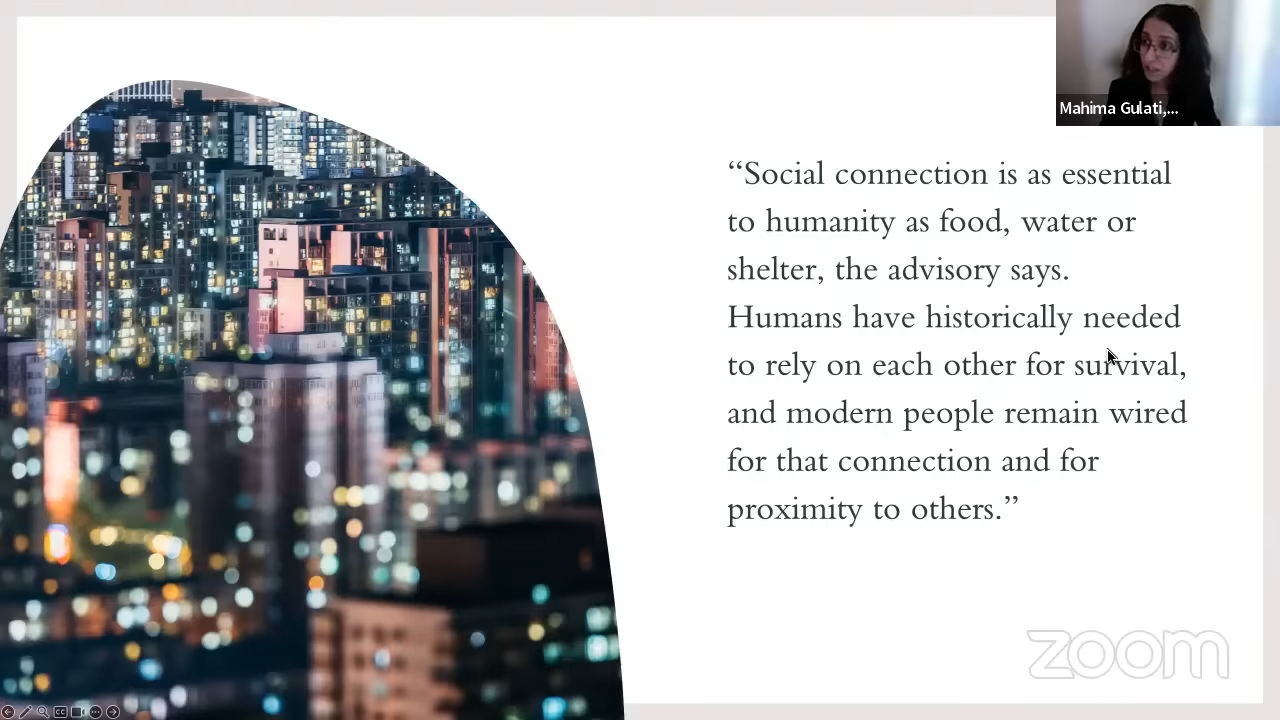 Mahima Gulati,...
“Social connection is as essential
to humanity as food, water or
shelter, the advisory says.
Humans have historically needed
to rely on each other for survival,
and modern people remain wired
for that connection and for
proximity to others.”
zoom
CC